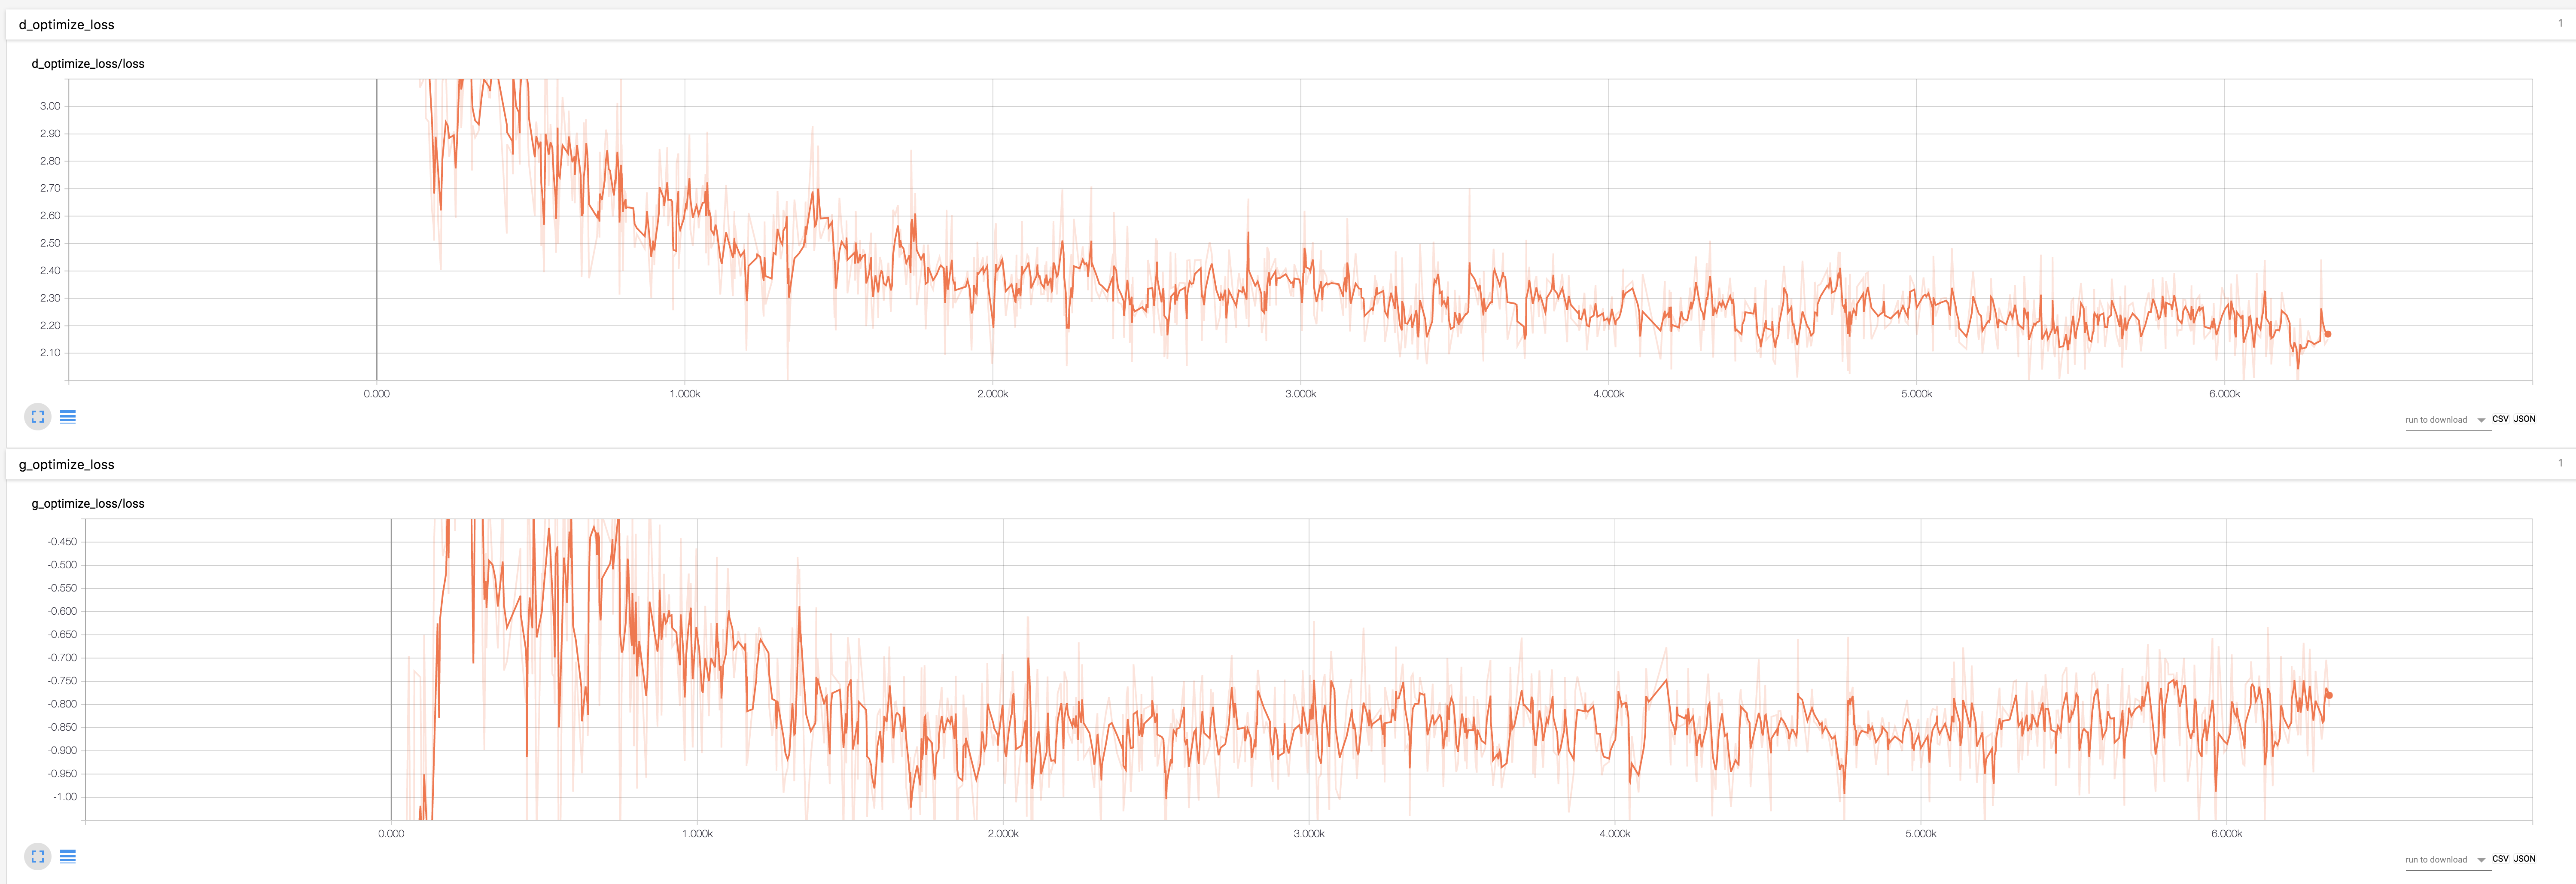 d_optimize_loss 1
d_optimize_loss/loss
3.00
2.90
2.80
2.70
2.60
2.50
2.40
2.30
2.20
2.10
0.000 1.000k 2.000k 3.000k 4.000k 5.000k 6.000k
run to download CSV JSON
g_optimize_loss 1
g_optimize_loss/loss
-0.450
-0.500
-0.550
-0.600
-0.650
-0.700
-0.750
-0.800
-0.850
-0.900
-0.950
-1.00
0.000 1.000k 2.000k 3.000k 4.000k 5.000k 6.000k
run to download CSV JSON